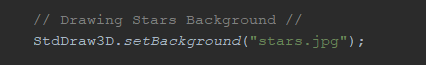 // Drawing Stars Background //
StdDraw3D.setBackground("stars.jpg");